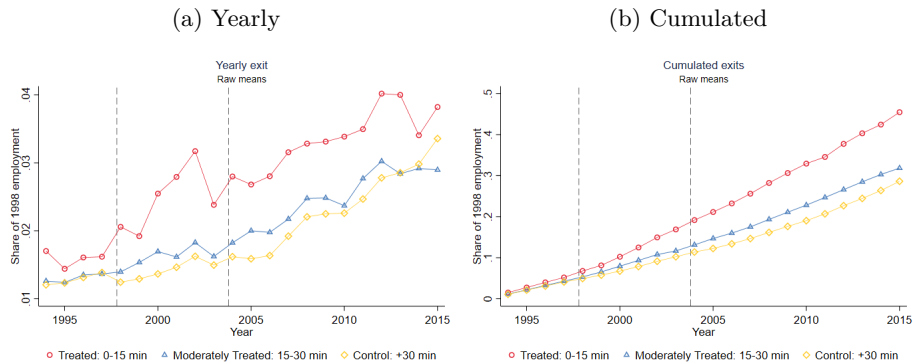 (a) Yearly
Yearly exit
Raw means
Share of 1998 employment
.04
.03
.02
.01
1995
2000
2005
2010
2015
Year
Treated: 0-15 min
Moderately Treated: 15-30 min
Control: +30 min
(b) Cumulated
Cumulated exits
Raw means
Share of 1998 employment
.5
.4
.3
.2
.1
0
1995
2000
2005
2010
2015
Year
Treated: 0-15 min
Moderately Treated: 15-30 min
Control: +30 min